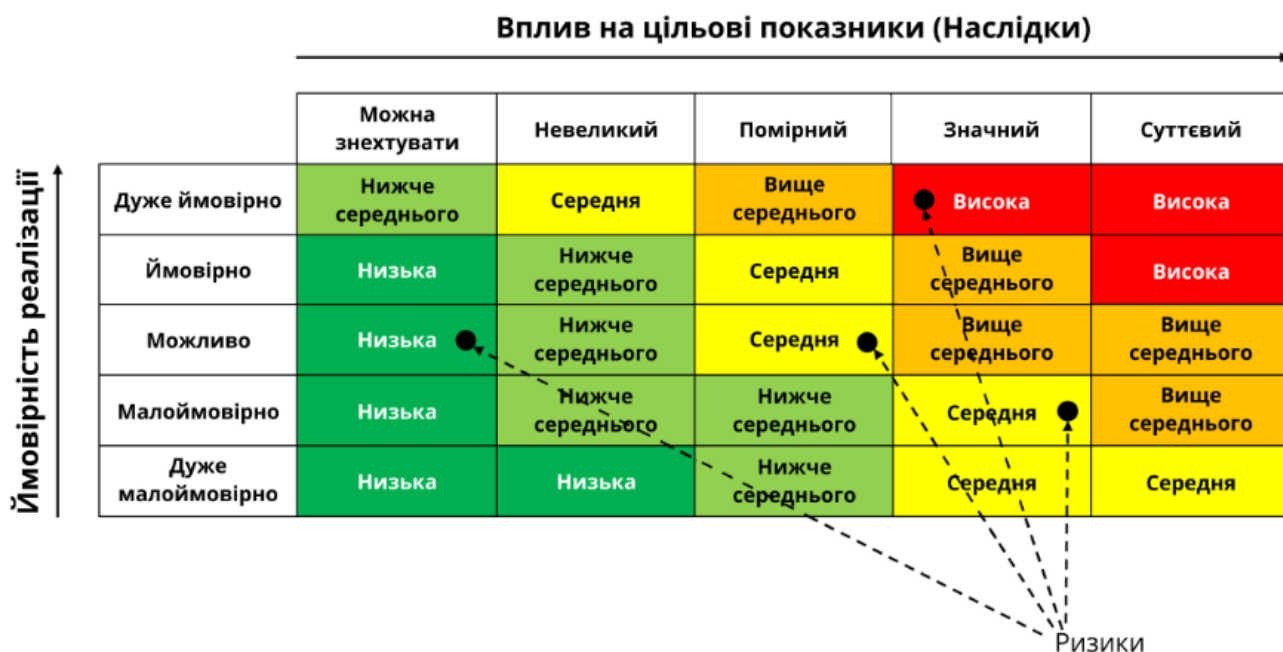 Вплив на цільові показники (Наслідки)
Ймовірність реалізації
Можна
знехтувати
Невеликий
Помірний
Значний
Суттєвий
Дуже ймовірно
Нижче
середнього
Середня
Вище
середнього
Висока
Висока
Ймовірно
Низька
Нижче
середнього
Середня
Вище
середнього
Висока
Можливо
Низька
Нижче
середнього
Середня
Вище
середнього
Вище
середнього
Малоймовірно
Низька
Нижче
середнього
Нижче
середнього
Середня
Вище
середнього
Дуже
малоймовірно
Низька
Низька
Нижче
середнього
Середня
Середня
Ризики